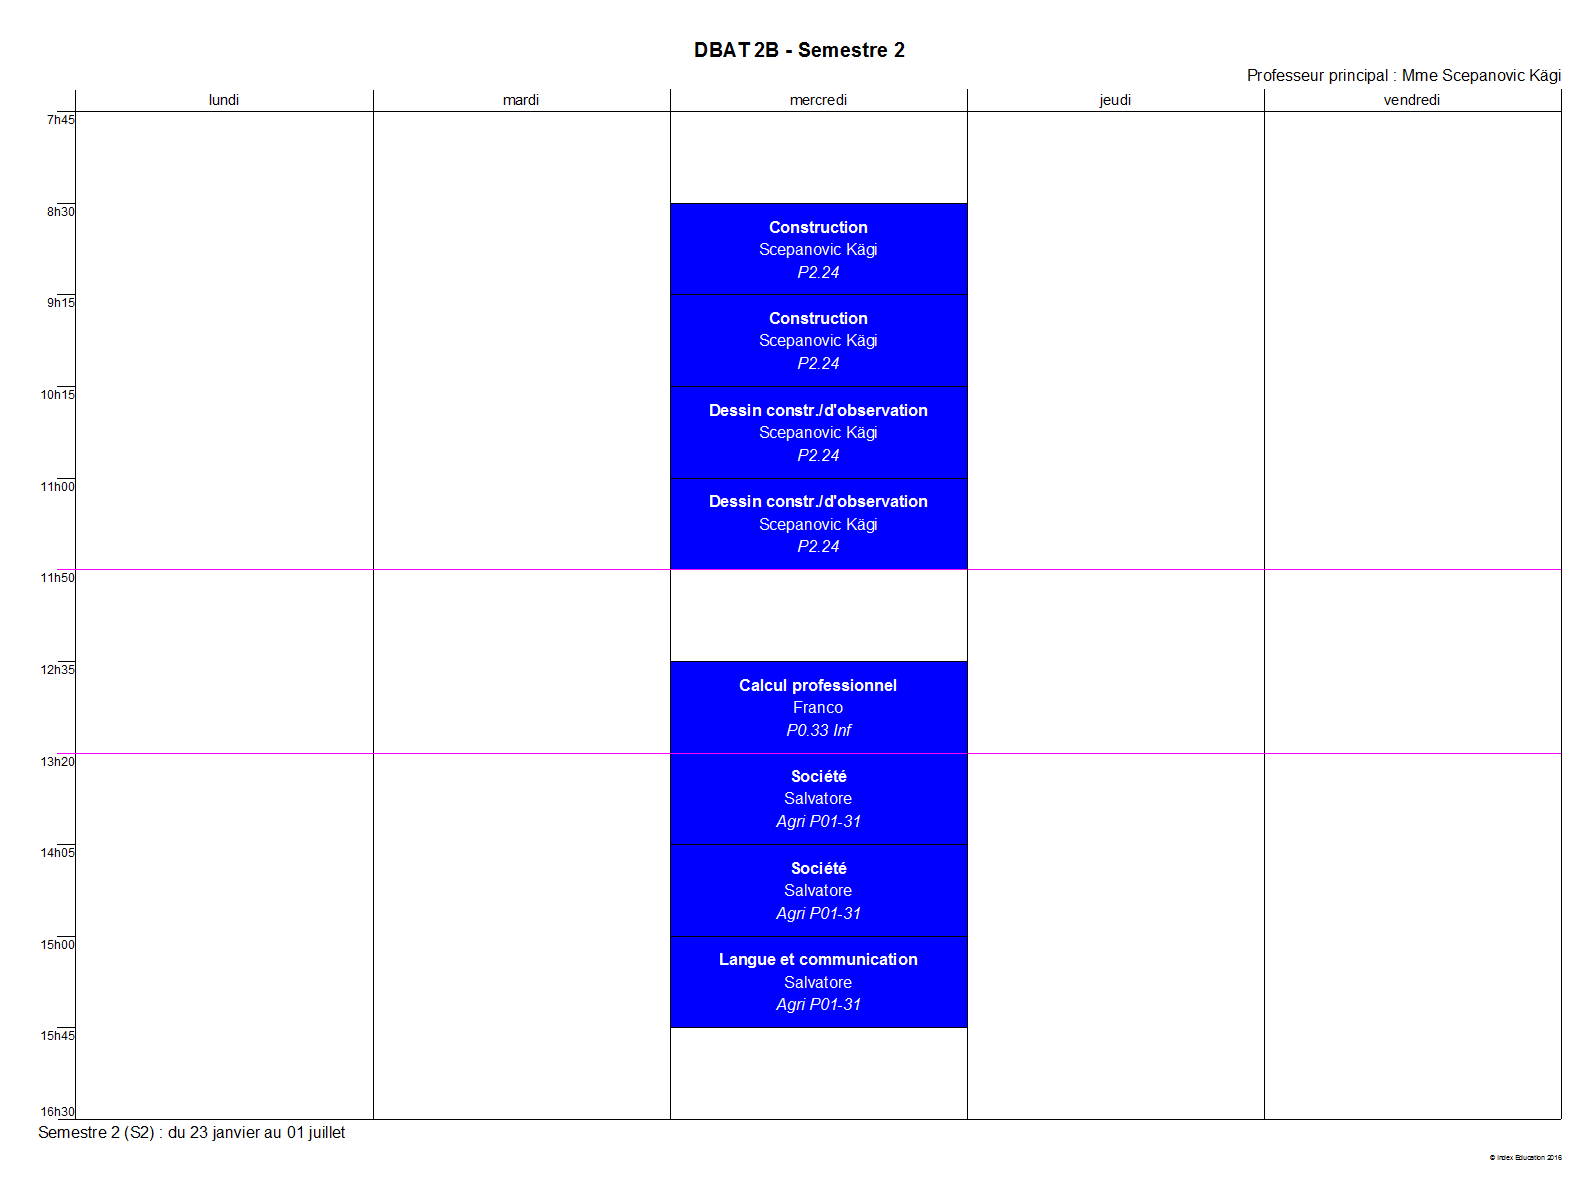 DBAT 2B - Semestre 2
Professeur principal : Mme Scepanovic Kägi
lundi mardi mercredi jeudi vendredi
7h45
8h30
Construction
Scepanovic Kägi
P2.24
9h15
Construction
Scepanovic Kägi
P2.24
10h15
Dessin constr./d'observation
Scepanovic Kägi
P2.24
11h00
Dessin constr./d'observation
Scepanovic Kägi
P2.24
11h50
12h35
Calcul professionnel
Franco
P0.33 Inf
13h20
Société
Salvatore
Agri P01-31
14h05
Société
Salvatore
Agri P01-31
15h00
Langue et communication
Salvatore
Agri P01-31
15h45
16h30
Semestre 2 (S2) : du 23 janvier au 01 juillet
© Index Education 2016